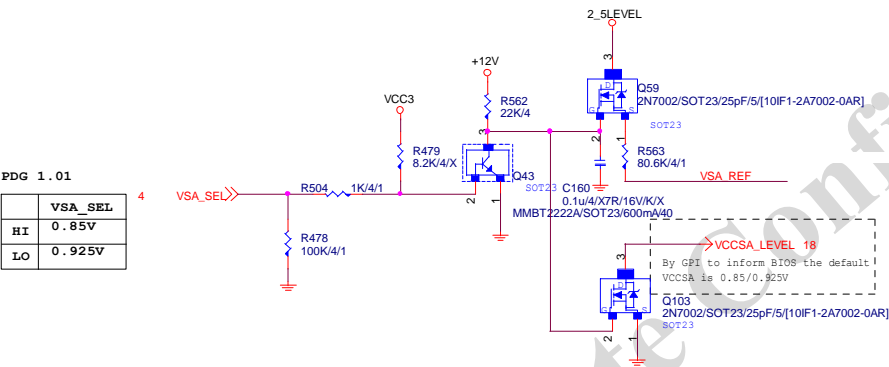 2_5LEVEL
+12V
3
Q59
2N7002/SOT23/25pF/5/[10IF1-2A7002-0AR]
D
G
S
SOT23
2
1
VCC3
R562
22K/4
3
R479
8.2K/4/X
R563
80.6K/4/1
VSA_REF
PDG 1.01
VSA_SEL
HI 0.85V
LO 0.925V
4 VSA_SEL
R504 1K/4/1
Q43
SOT23
C160
0.1u/4/X7R/16V/K/X
MMBT2222A/SOT23/600mA/40
2
1
R478
100K/4/1
VCCSA_LEVEL 18
By GPI to inform BIOS the default
VCCSA is 0.85/0.925V
3
D
G
S
Q103
2N7002/SOT23/25pF/5/[10IF1-2A7002-0AR]
SOT23
2
1
te Confi